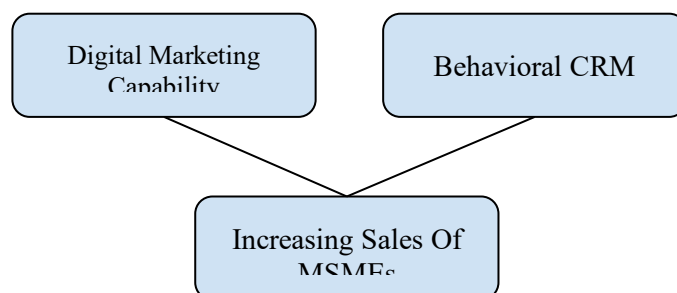 Digital Marketing
Capability
Behavioral CRM
Increasing Sales Of
MSMEs